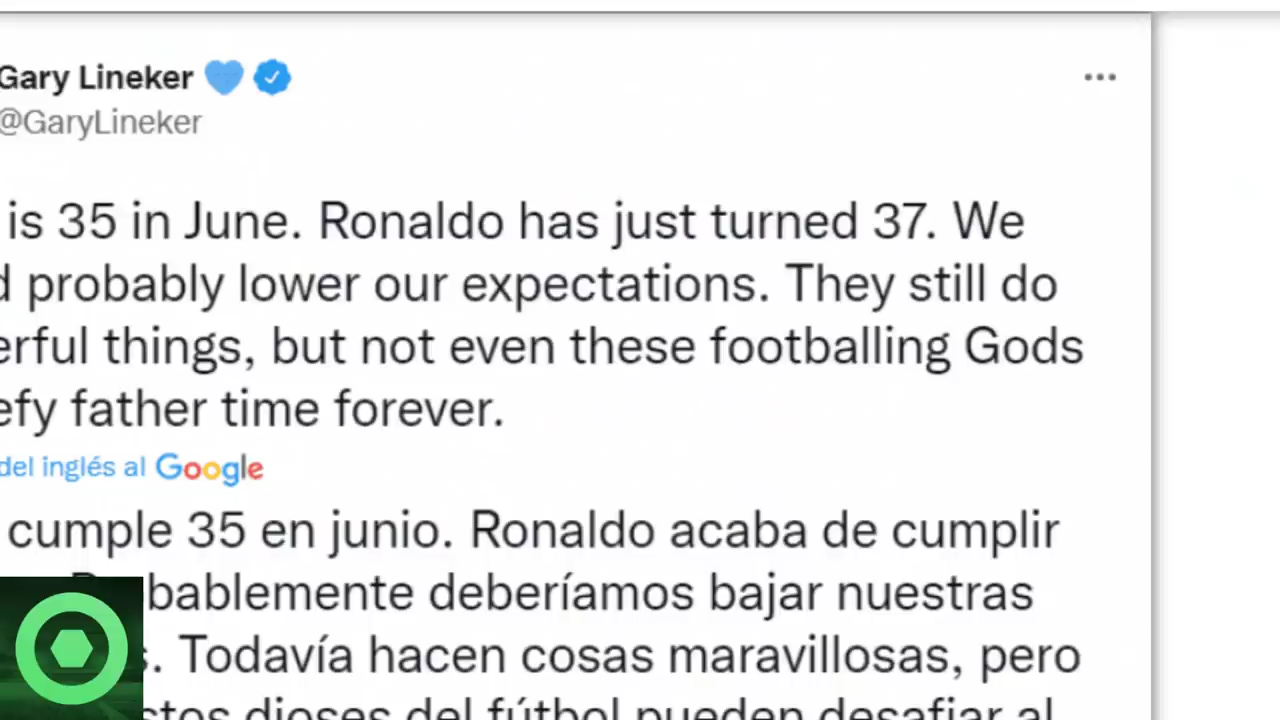 Gary Lineker
@GaryLineker
is 35 in June. Ronaldo has just turned 37. We
probably lower our expectations. They still do
erful things, but not even these footballing Gods
efy father time forever.
del inglés al Google
cumple 35 en junio. Ronaldo acaba de cumplir
bablemente deberíamos bajar nuestras
s. Todavía hacen cosas maravillosas, pero
stos dioses del fútbol pueden desafiar al